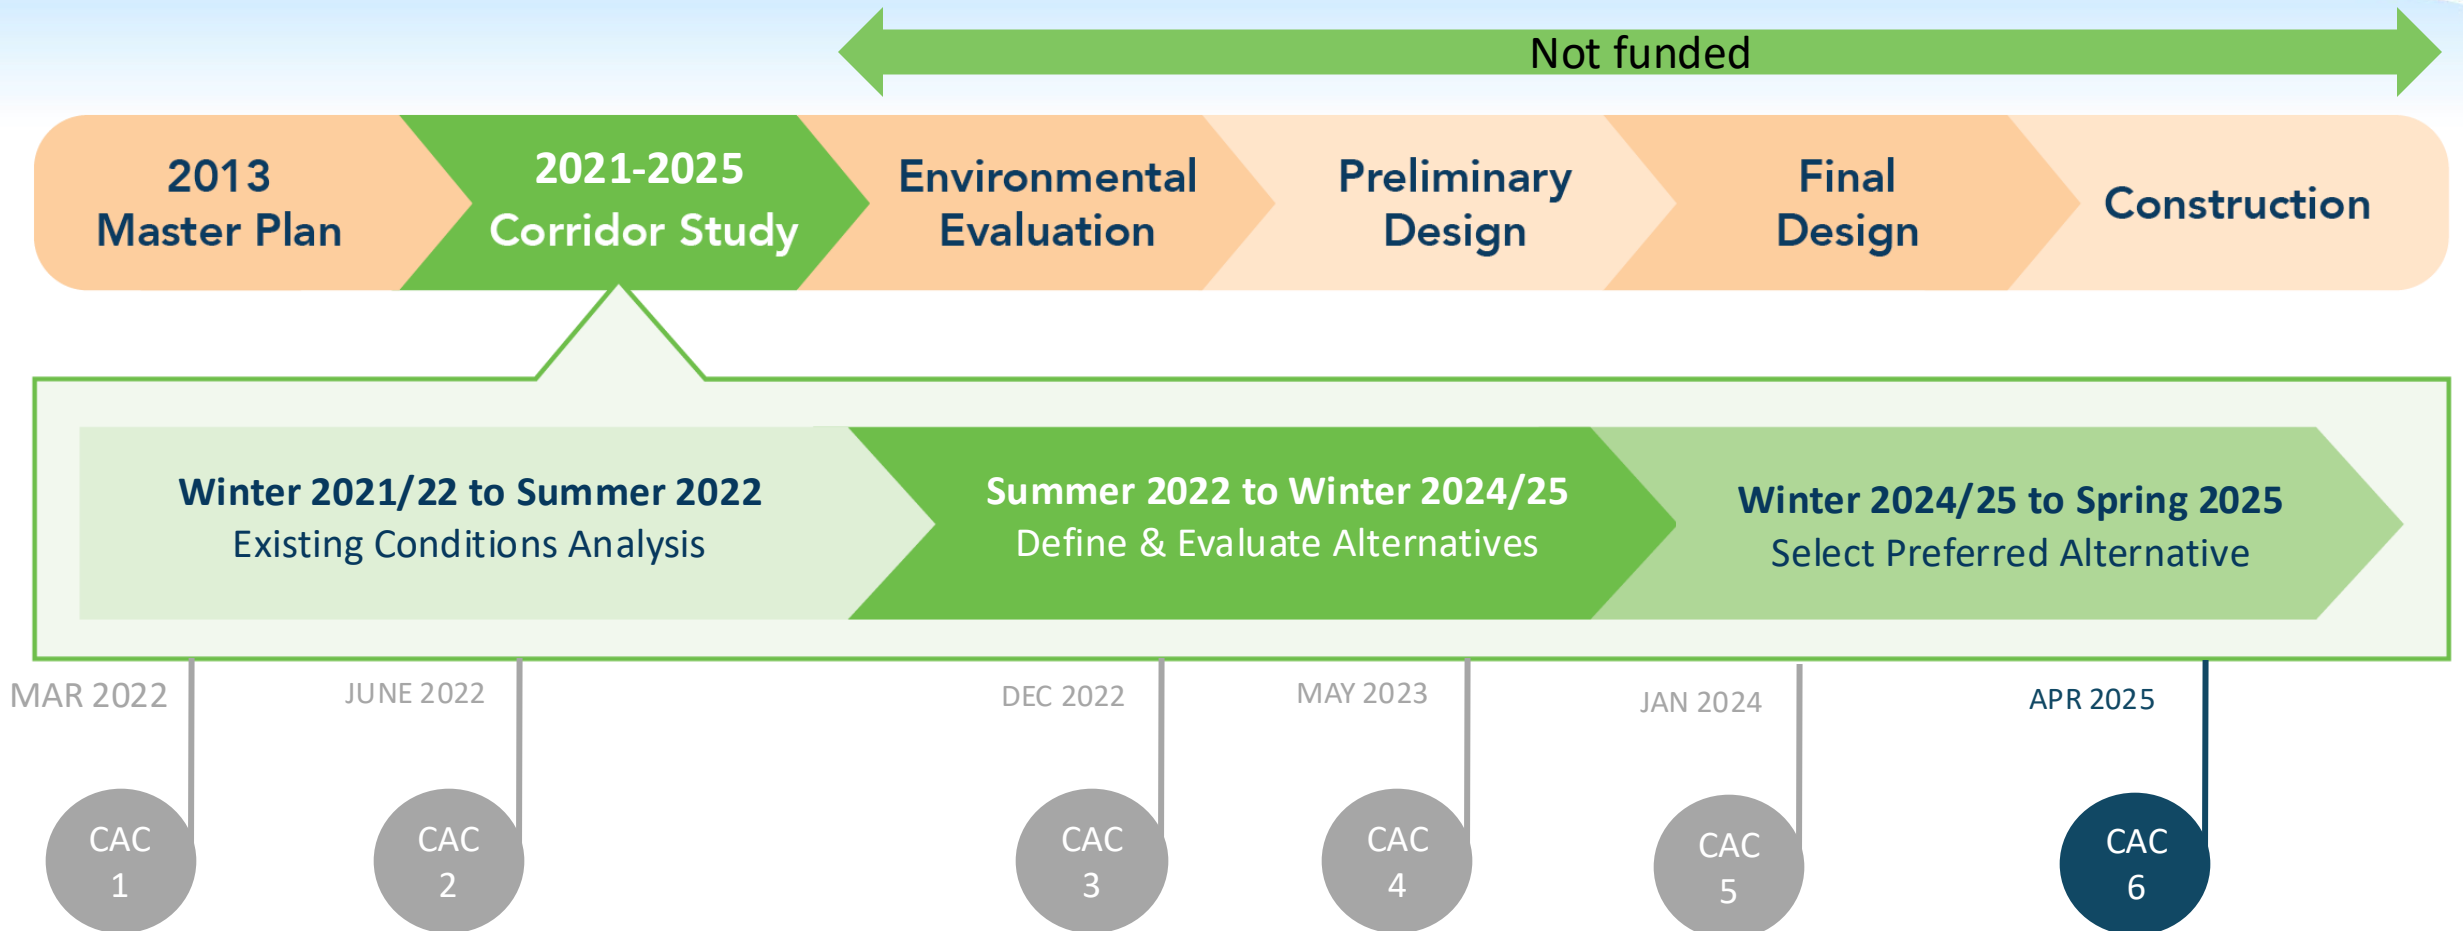 Not funded
2013
Master Plan
2021-2025
Corridor Study
Environmental
Evaluation
Preliminary
Design
Final
Design
Construction
Winter 2021/22 to Summer 2022
Existing Conditions Analysis
Summer 2022 to Winter 2024/25
Define & Evaluate Alternatives
Winter 2024/25 to Spring 2025
Select Preferred Alternative
MAR 2022
JUNE 2022
DEC 2022
MAY 2023
JAN 2024
APR 2025
CAC
1
CAC
2
CAC
3
CAC
4
CAC
5
CAC
6